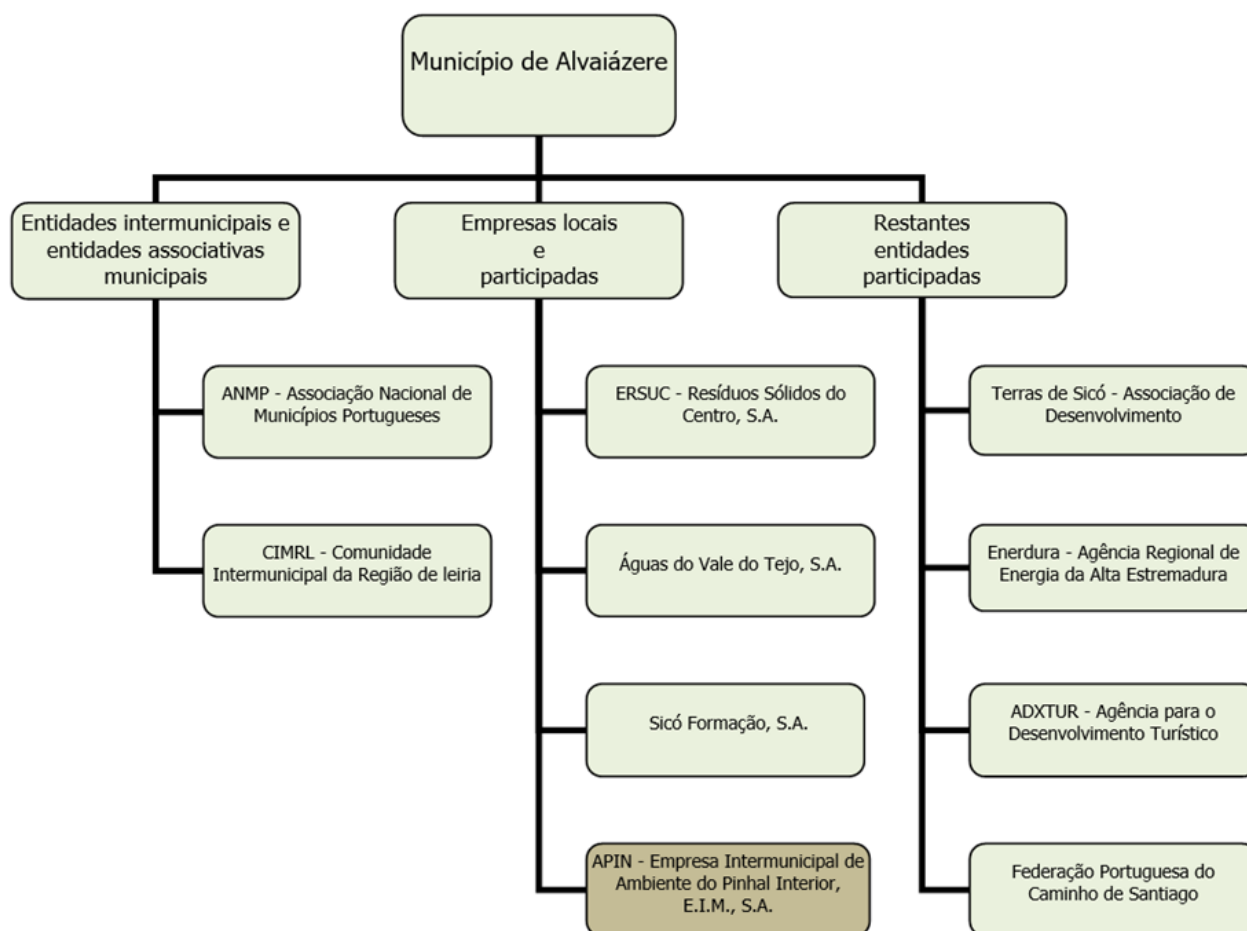 Município de Alvaiázere
Entidades intermunicipais e
entidades associativas
municipais
Empresas locais
e
participadas
Restantes
entidades
participadas
ANMP - Associação Nacional de
Municípios Portugueses
CIMRL - Comunidade
Intermunicipal da Região de leiria
ERSUC - Resíduos Sólidos do
Centro, S.A.
Águas do Vale do Tejo, S.A.
Sicó Formação, S.A.
APIN - Empresa Intermunicipal de
Ambiente do Pinhal Interior,
E.I.M., S.A.
Terras de Sicó - Associação de
Desenvolvimento
Enerdura - Agência Regional de
Energia da Alta Estremadura
ADXTUR - Agência para o
Desenvolvimento Turístico
Federação Portuguesa do
Caminho de Santiago